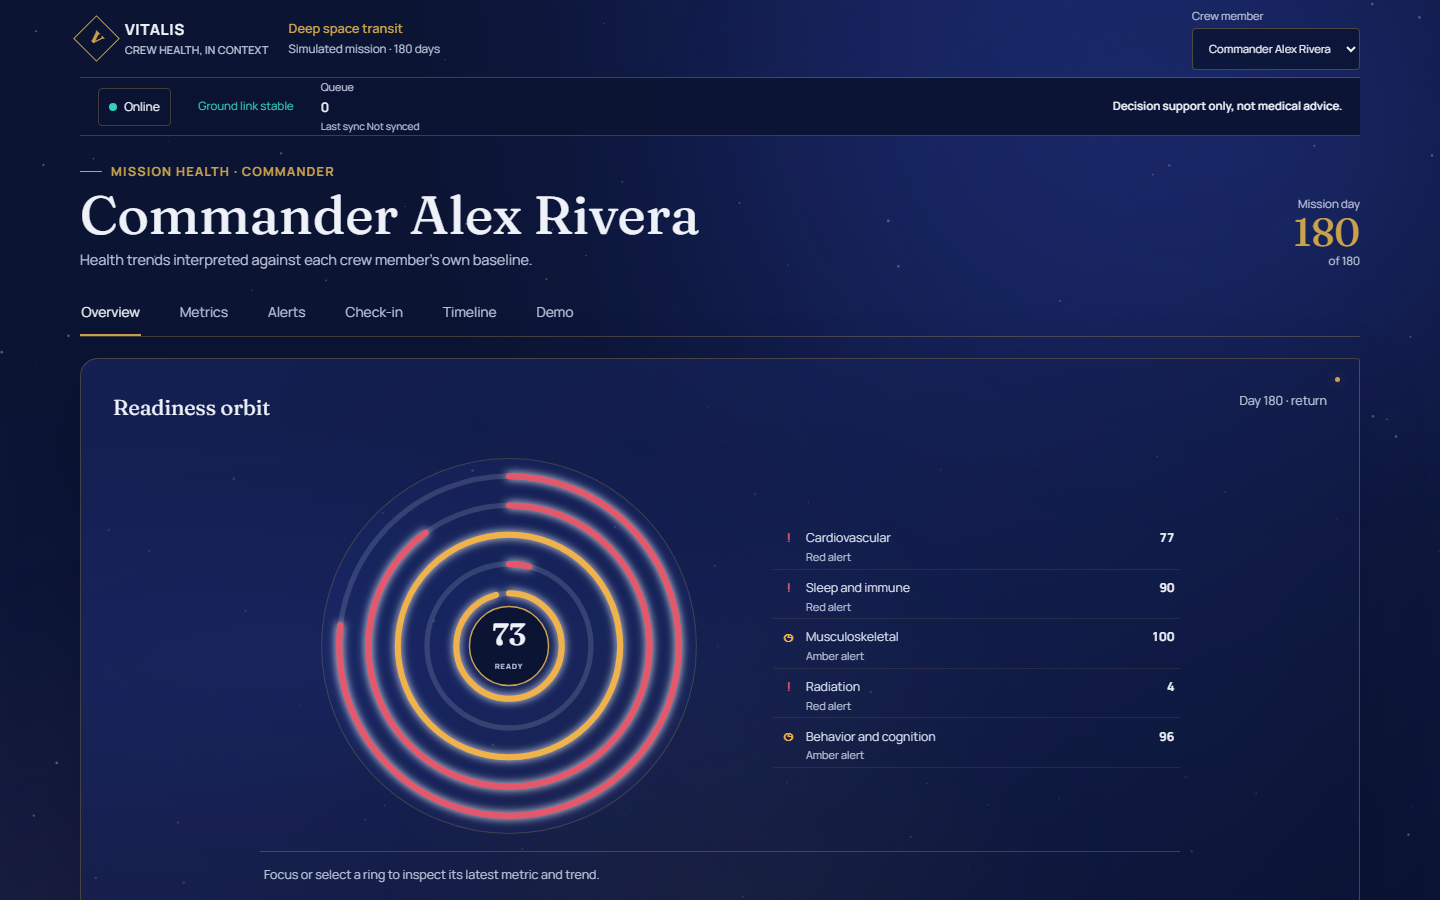 VITALIS
CREW HEALTH, IN CONTEXT
Deep space transit
Simulated mission · 180 days
Crew member
Commander Alex Rivera
Online
Ground link stable
Queue
0
Last sync Not synced
Decision support only, not medical advice.
MISSION HEALTH · COMMANDER
Commander Alex Rivera
Health trends interpreted against each crew member's own baseline.
Mission day
180
of 180
Overview
Metrics
Alerts
Check-in
Timeline
Demo
Readiness orbit
Day 180 · return
73
READY
! Cardiovascular 77
Red alert
! Sleep and immune 90
Red alert
Musculoskeletal 100
Amber alert
! Radiation 4
Red alert
Behavior and cognition 96
Amber alert
Focus or select a ring to inspect its latest metric and trend.